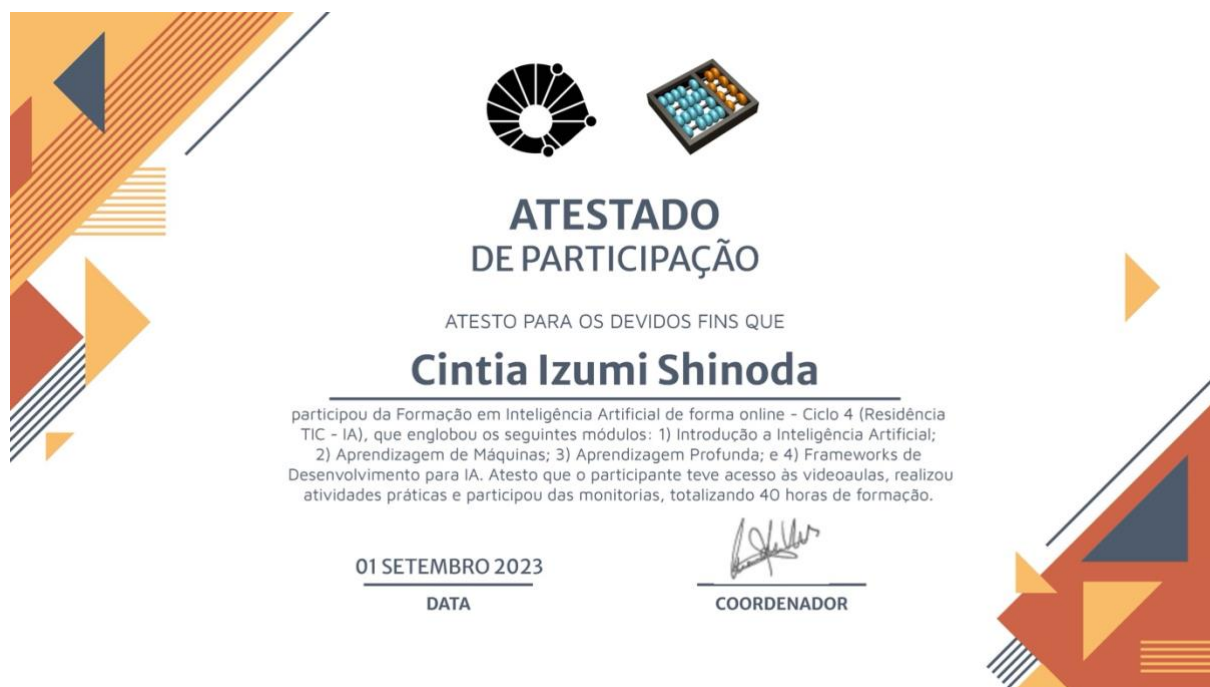 ATESTADO
DE PARTICIPAÇÃO
ATESTO PARA OS DEVIDOS FINS QUE
Cintia Izumi Shinoda
participou da Formação em Inteligência Artificial de forma online - Ciclo 4 (Residência
TIC - IA), que englobou os seguintes módulos: 1) Introdução a Inteligência Artificial;
2) Aprendizagem de Máquinas; 3) Aprendizagem Profunda; e 4) Frameworks de
Desenvolvimento para IA. Atesto que o participante teve acesso às videoaulas, realizou
atividades práticas e participou das monitorias, totalizando 40 horas de formação.
01 SETEMBRO 2023
DATA
COORDENADOR